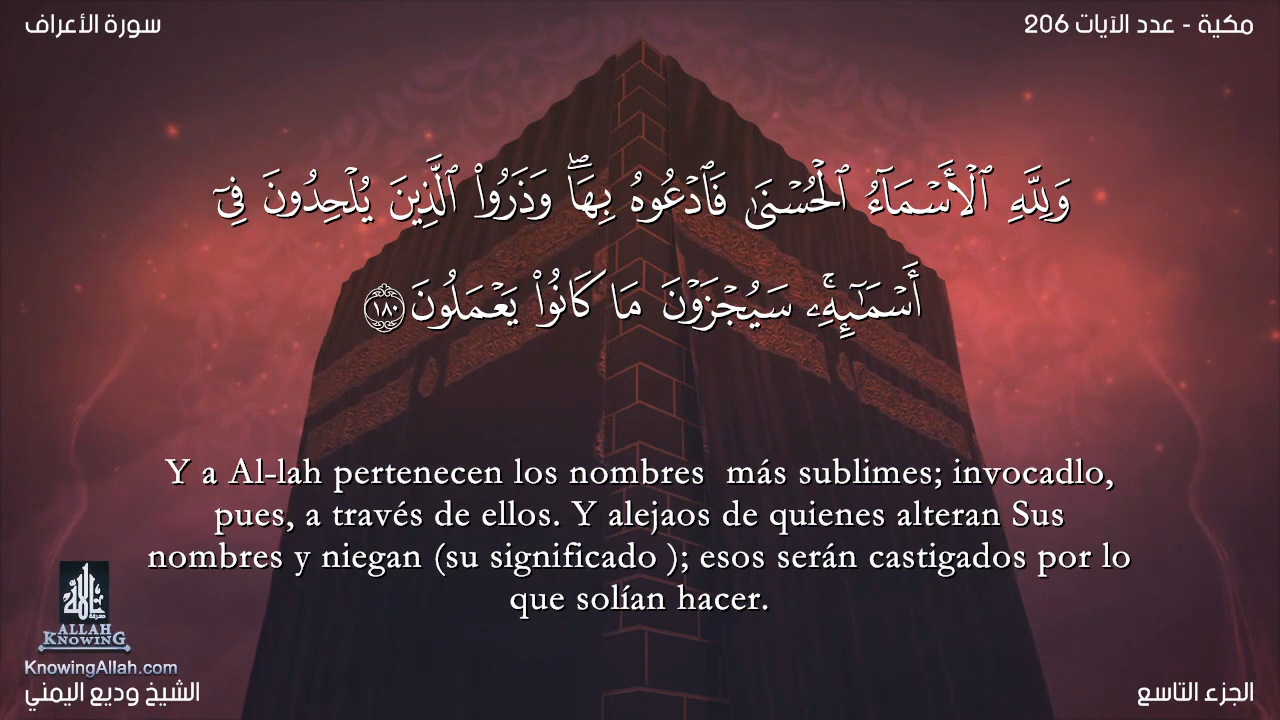 سورة الأعراف
مكية - عدد الآيات 206
وَلِلَّهِ ٱلْأَسْمَآءُ ٱلْحُسْنَىٰ فَٱدْعُوهُ بِهَا ۖ وَذَرُوا۟ ٱلَّذِينَ يُلْحِدُونَ فِىٓ
أَسْمَـٰٓئِهِۦ ۚ سَيُجْزَوْنَ مَا كَانُوا۟ يَعْمَلُونَ ١٨٠
Y a Al-lah pertenecen los nombres más sublimes; invocadlo,
pues, a través de ellos. Y alejaos de quienes alteran Sus
nombres y niegan (su significado ); esos serán castigados por lo
que solían hacer.
معرفة الله
ALLAH
KNOWING
KnowingAllah.com
الشيخ وديع اليمني
الجزء التاسع